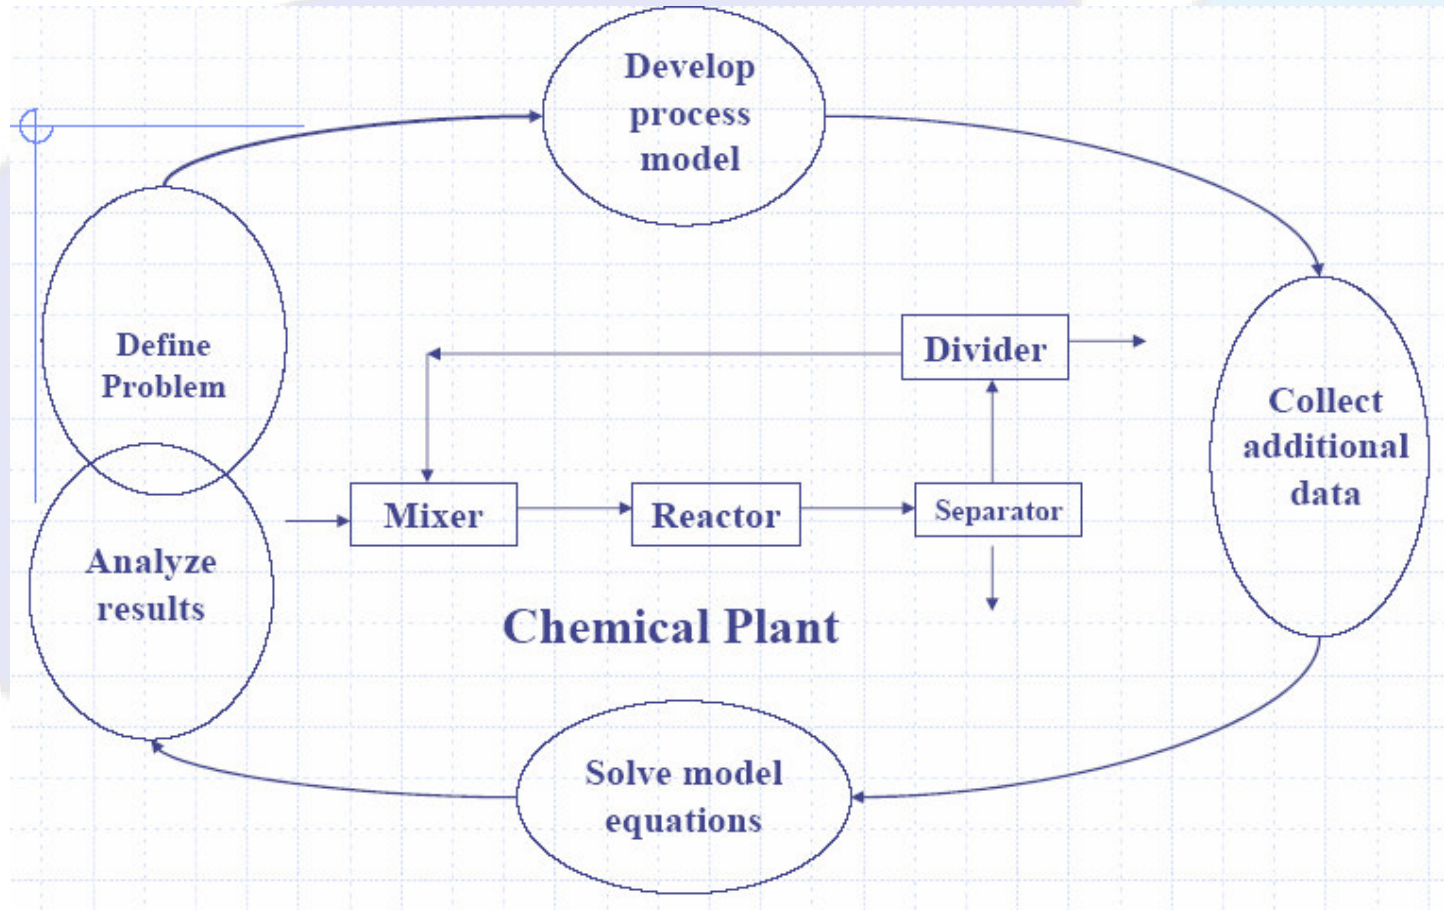 Develop
process
model
Define
Problem
Divider
Collect
additional
data
Mixer
Reactor
Separator
Analyze
results
Chemical Plant
Solve model
equations